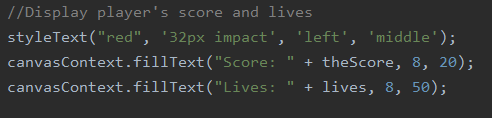 //Display player's score and lives
styleText("red", '32px impact', 'left', 'middle');
canvasContext.fillText("Score: " + theScore, 8, 20);
canvasContext.fillText("Lives: " + lives, 8, 50);